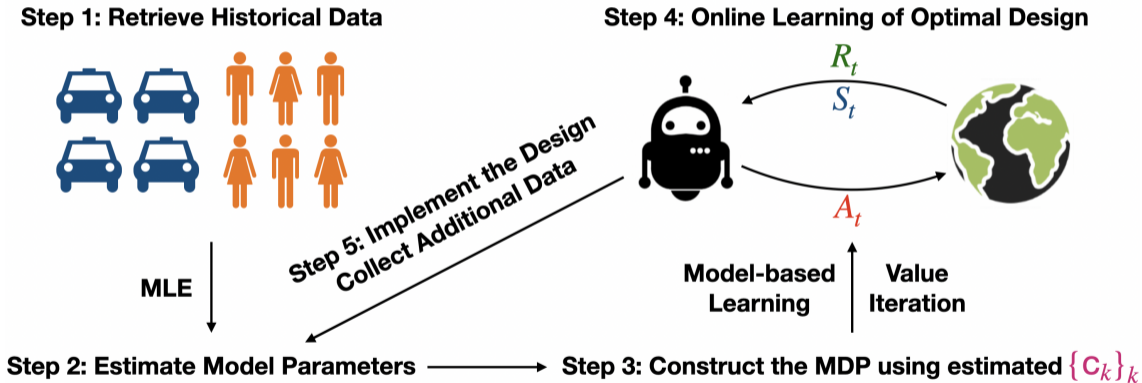 Step 1: Retrieve Historical Data
Step 4: Online Learning of Optimal Design
R_t
S_t
A_t
Step 5: Implement the Design
Collect Additional Data
MLE
Model-based
Learning
Value
Iteration
Step 2: Estimate Model Parameters
Step 3: Construct the MDP using estimated {C_k}_k